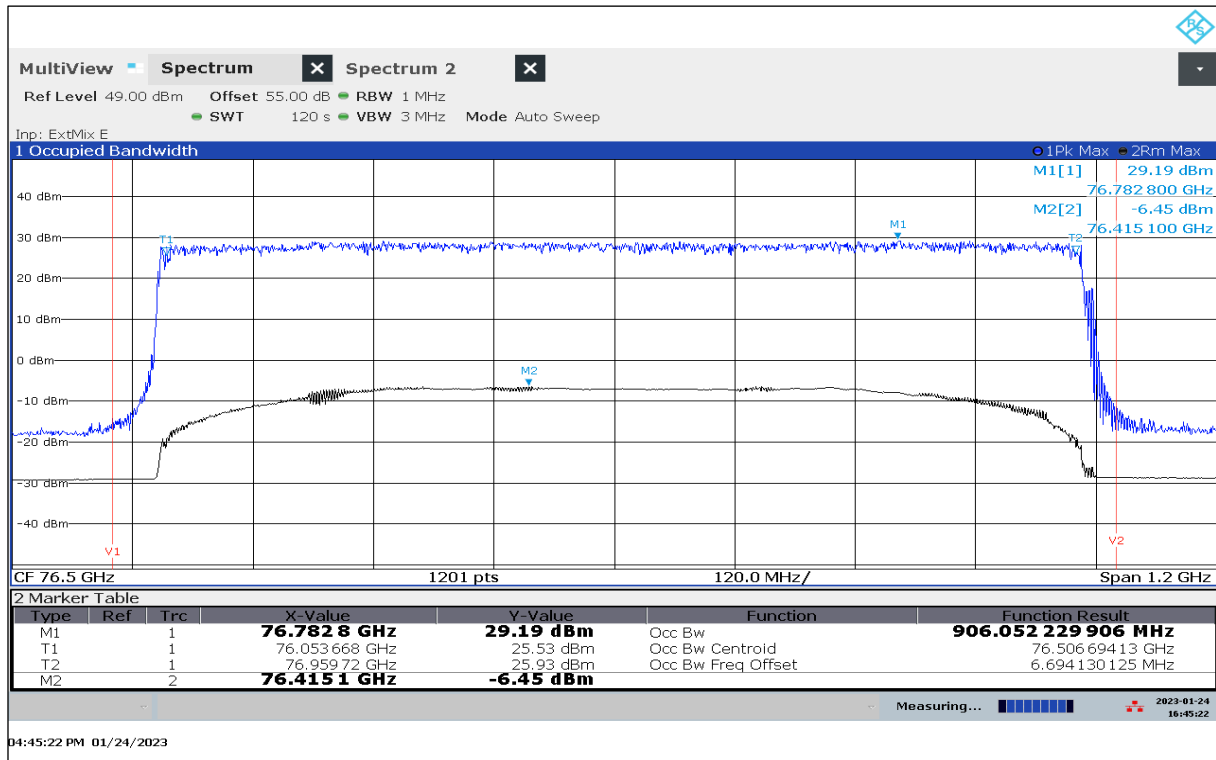 R&S
MultiView Spectrum X Spectrum 2 X
Ref Level 49.00 dBm Offset 55.00 dB RBW 1 MHz
SWT 120 s VBW 3 MHz Mode Auto Sweep
Inp: ExtMix E
1 Occupied Bandwidth 1Pk Max 2Rm Max
M1[1] 29.19 dBm
76.782 800 GHz
M2[2] -6.45 dBm
76.415 100 GHz
40 dBm
30 dBm
20 dBm
10 dBm
0 dBm
-10 dBm
-20 dBm
-30 dBm
-40 dBm
T1
M1
T2
M2
V1
V2
CF 76.5 GHz 1201 pts 120.0 MHz/ Span 1.2 GHz
2 Marker Table
Type Ref Trc X-Value Y-Value Function Function Result
M1 1 76.782 8 GHz 29.19 dBm Occ Bw 906.052 229 906 MHz
T1 1 76.053 668 GHz 25.53 dBm Occ Bw Centroid 76.506 694 13 GHz
T2 1 76.959 72 GHz 25.93 dBm Occ Bw Freq Offset 6.694 130 125 MHz
M2 2 76.415 1 GHz -6.45 dBm
Measuring... 2023-01-24
16:45:22
04:45:22 PM 01/24/2023